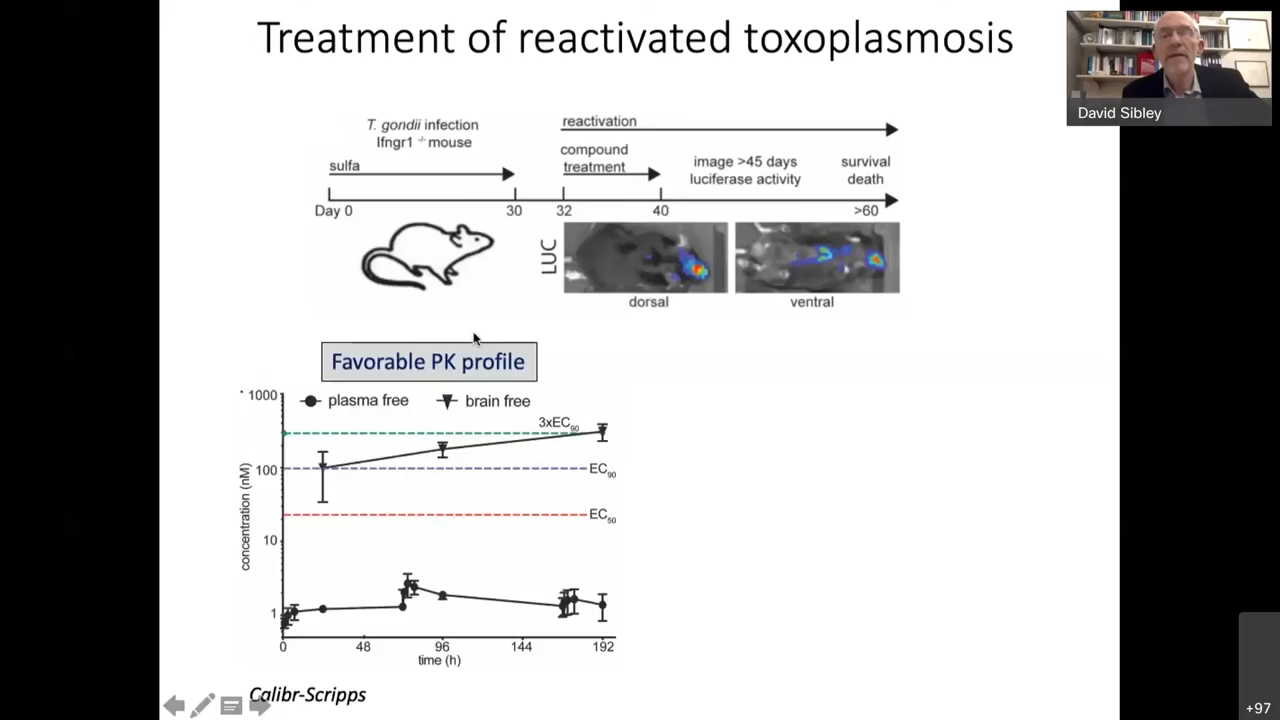 Treatment of reactivated toxoplasmosis
David Sibley
T. gondii infection
Ifngr1 -/- mouse
sulfa
reactivation
compound
treatment
image >45 days
luciferase activity
survival
death
Day 0
30
32
40
>60
LUC
dorsal
ventral
Favorable PK profile
plasma free
brain free
1000
100
10
1
3xEC90
EC90
EC50
concentration (nM)
0
48
96
144
192
time (h)
Calibr-Scripps
+97